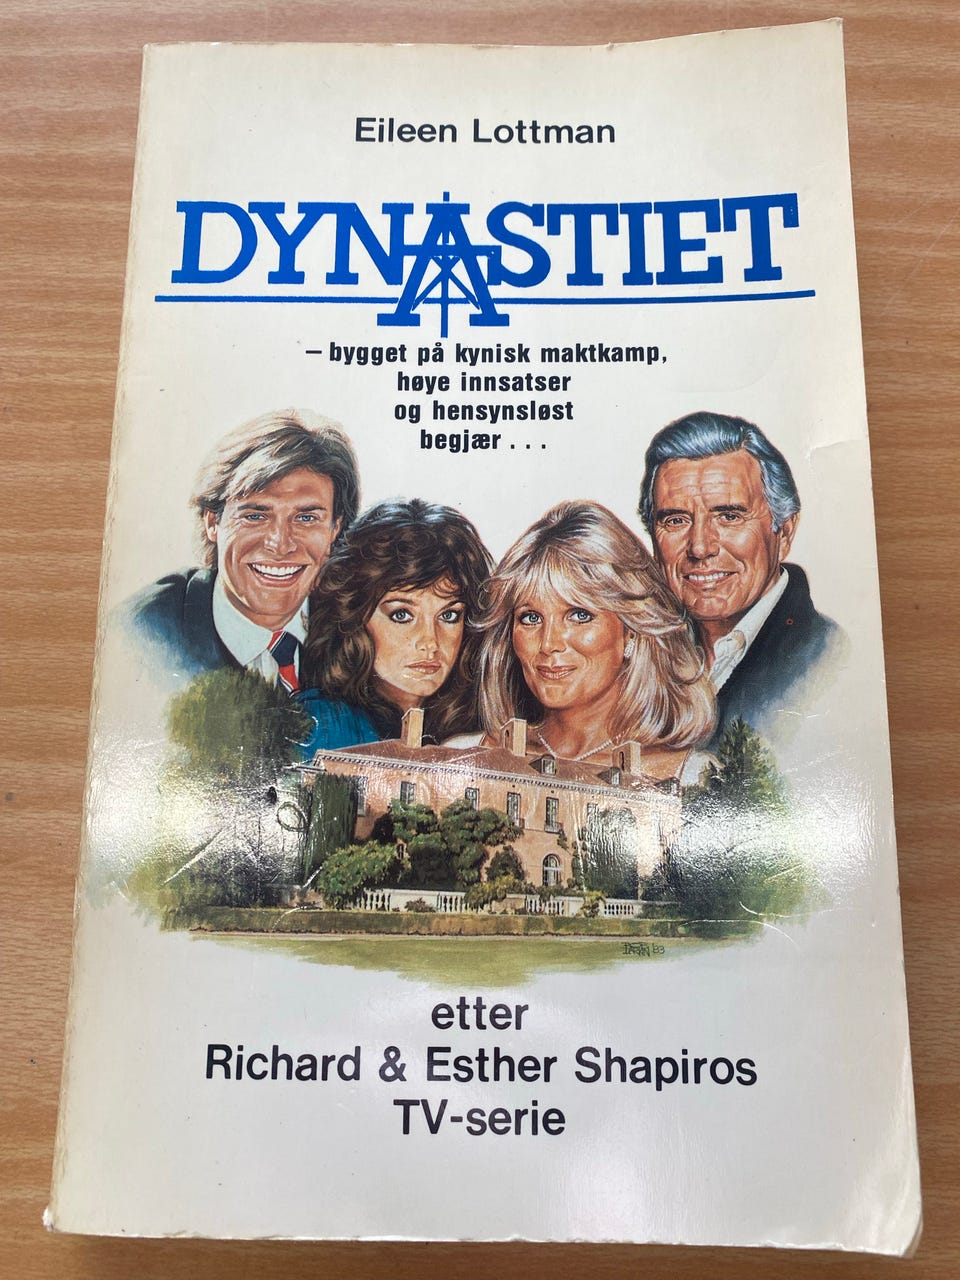 Eileen Lottman
DYNASTIET
– bygget på kynisk maktkamp,
høye innsatser
og hensynsløst
begjær . . .
etter
Richard & Esther Shapiros
TV-serie